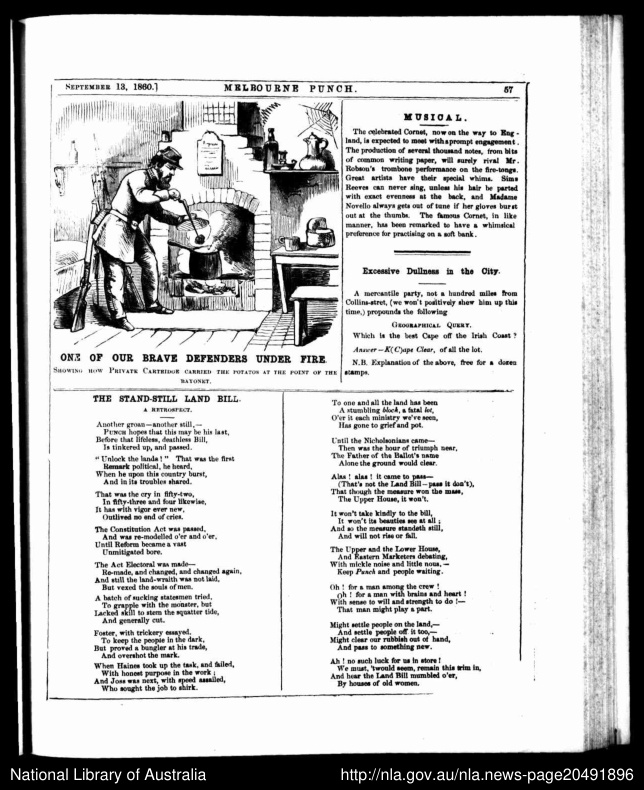 SEPTEMBER 13, 1860.]
MELBOURNE PUNCH.
57
ONE OF OUR BRAVE DEFENDERS UNDER FIRE.
SHOWING HOW PRIVATE CARTRIDGE CARRIED THE POTATOS AT THE POINT OF THE
BAYONET.
MUSICAL.
The celebrated Cornet, now on the way to Eng-
land, is expected to meet with a prompt engagement.
The production of several thousand notes, from bits
of common writing paper, will surely rival Mr.
Robson's trombone performance on the fire-tongs.
Great artists have their special whims. Sims
Reeves can never sing, unless his hair be parted
with exact evenness at the back, and Madame
Novello always gets out of tune if her gloves burst
out at the thumbs. The famous Cornet, in like
manner, has been remarked to have a whimsical
preference for practising on a soft bank.
Excessive Dullness in the City.
A mercantile party, not a hundred miles from
Collins-stret, (we won't positively shew him up this
time,) propounds the following
GEOGRAPHICAL QUERY.
Which is the best Cape off the Irish Coast ?
Answer—K(C)ape Clear, of all the lot.
N.B. Explanation of the above, free for a dozen
stamps.
THE STAND-STILL LAND BILL.
A RETROSPECT.
Another groan—another still,—
PUNCH hopes that this may be his last,
Before that lifeless, deathless Bill,
Is tinkered up, and passed.
"Unlock the lands!" That was the first
Remark political, he heard,
When he upon this country burst,
And in its troubles shared.
That was the cry in fifty-two,
In fifty-three and four likewise,
It has with vigor ever new,
Outlived no end of cries.
The Constitution Act was passed,
And was re-modelled o'er and o'er,
Until Reform became a vast
Unmitigated bore.
The Act Electoral was made—
Re-made, and changed, and changed again,
And still the land-wraith was not laid,
But vexed the souls of men.
A batch of sucking statesmen tried,
To grapple with the monster, but
Lacked skill to stem the squatter tide,
And generally cut.
Foster, with trickery essayed,
To keep the people in the dark,
But proved a bungler at his trade,
And overshot the mark.
When Haines took up the task, and failed,
With honest purpose in the work ;
And Joss was next, with speed assailed,
Who sought the job to shirk.
To one and all the land has been
A stumbling block, a fatal lot,
O'er it each ministry we've seen,
Has gone to grief and pot.
Until the Nicholsonians came—
Then was the hour of triumph near,
The Father of the Ballot's name
Alone the ground would clear.
Alas ! alas ! it came to pass—
(That's not the Land Bill—pass it don't),
That though the measure won the mass,
The Upper House, it won't.
It won't take kindly to the bill,
It won't its beauties see at all ;
And so the measure standeth still,
And will not rise or fall.
The Upper and the Lower House,
And Eastern Marketers debating,
With mickle noise and little nous,—
Keep Punch and people waiting.
Oh ! for a man among the crew !
Oh ! for a man with brains and heart !
With sense to will and strength to do !—
That man might play a part.
Might settle people on the land,—
And settle people off it too,—
Might clear our rubbish out of hand,
And pass to something new.
Ah ! no such luck for us in store !
We must, 'twould seem, remain this trim in,
And hear the Land Bill mumbled o'er,
By houses of old women.
National Library of Australia
http://nla.gov.au/nla.news-page20491896